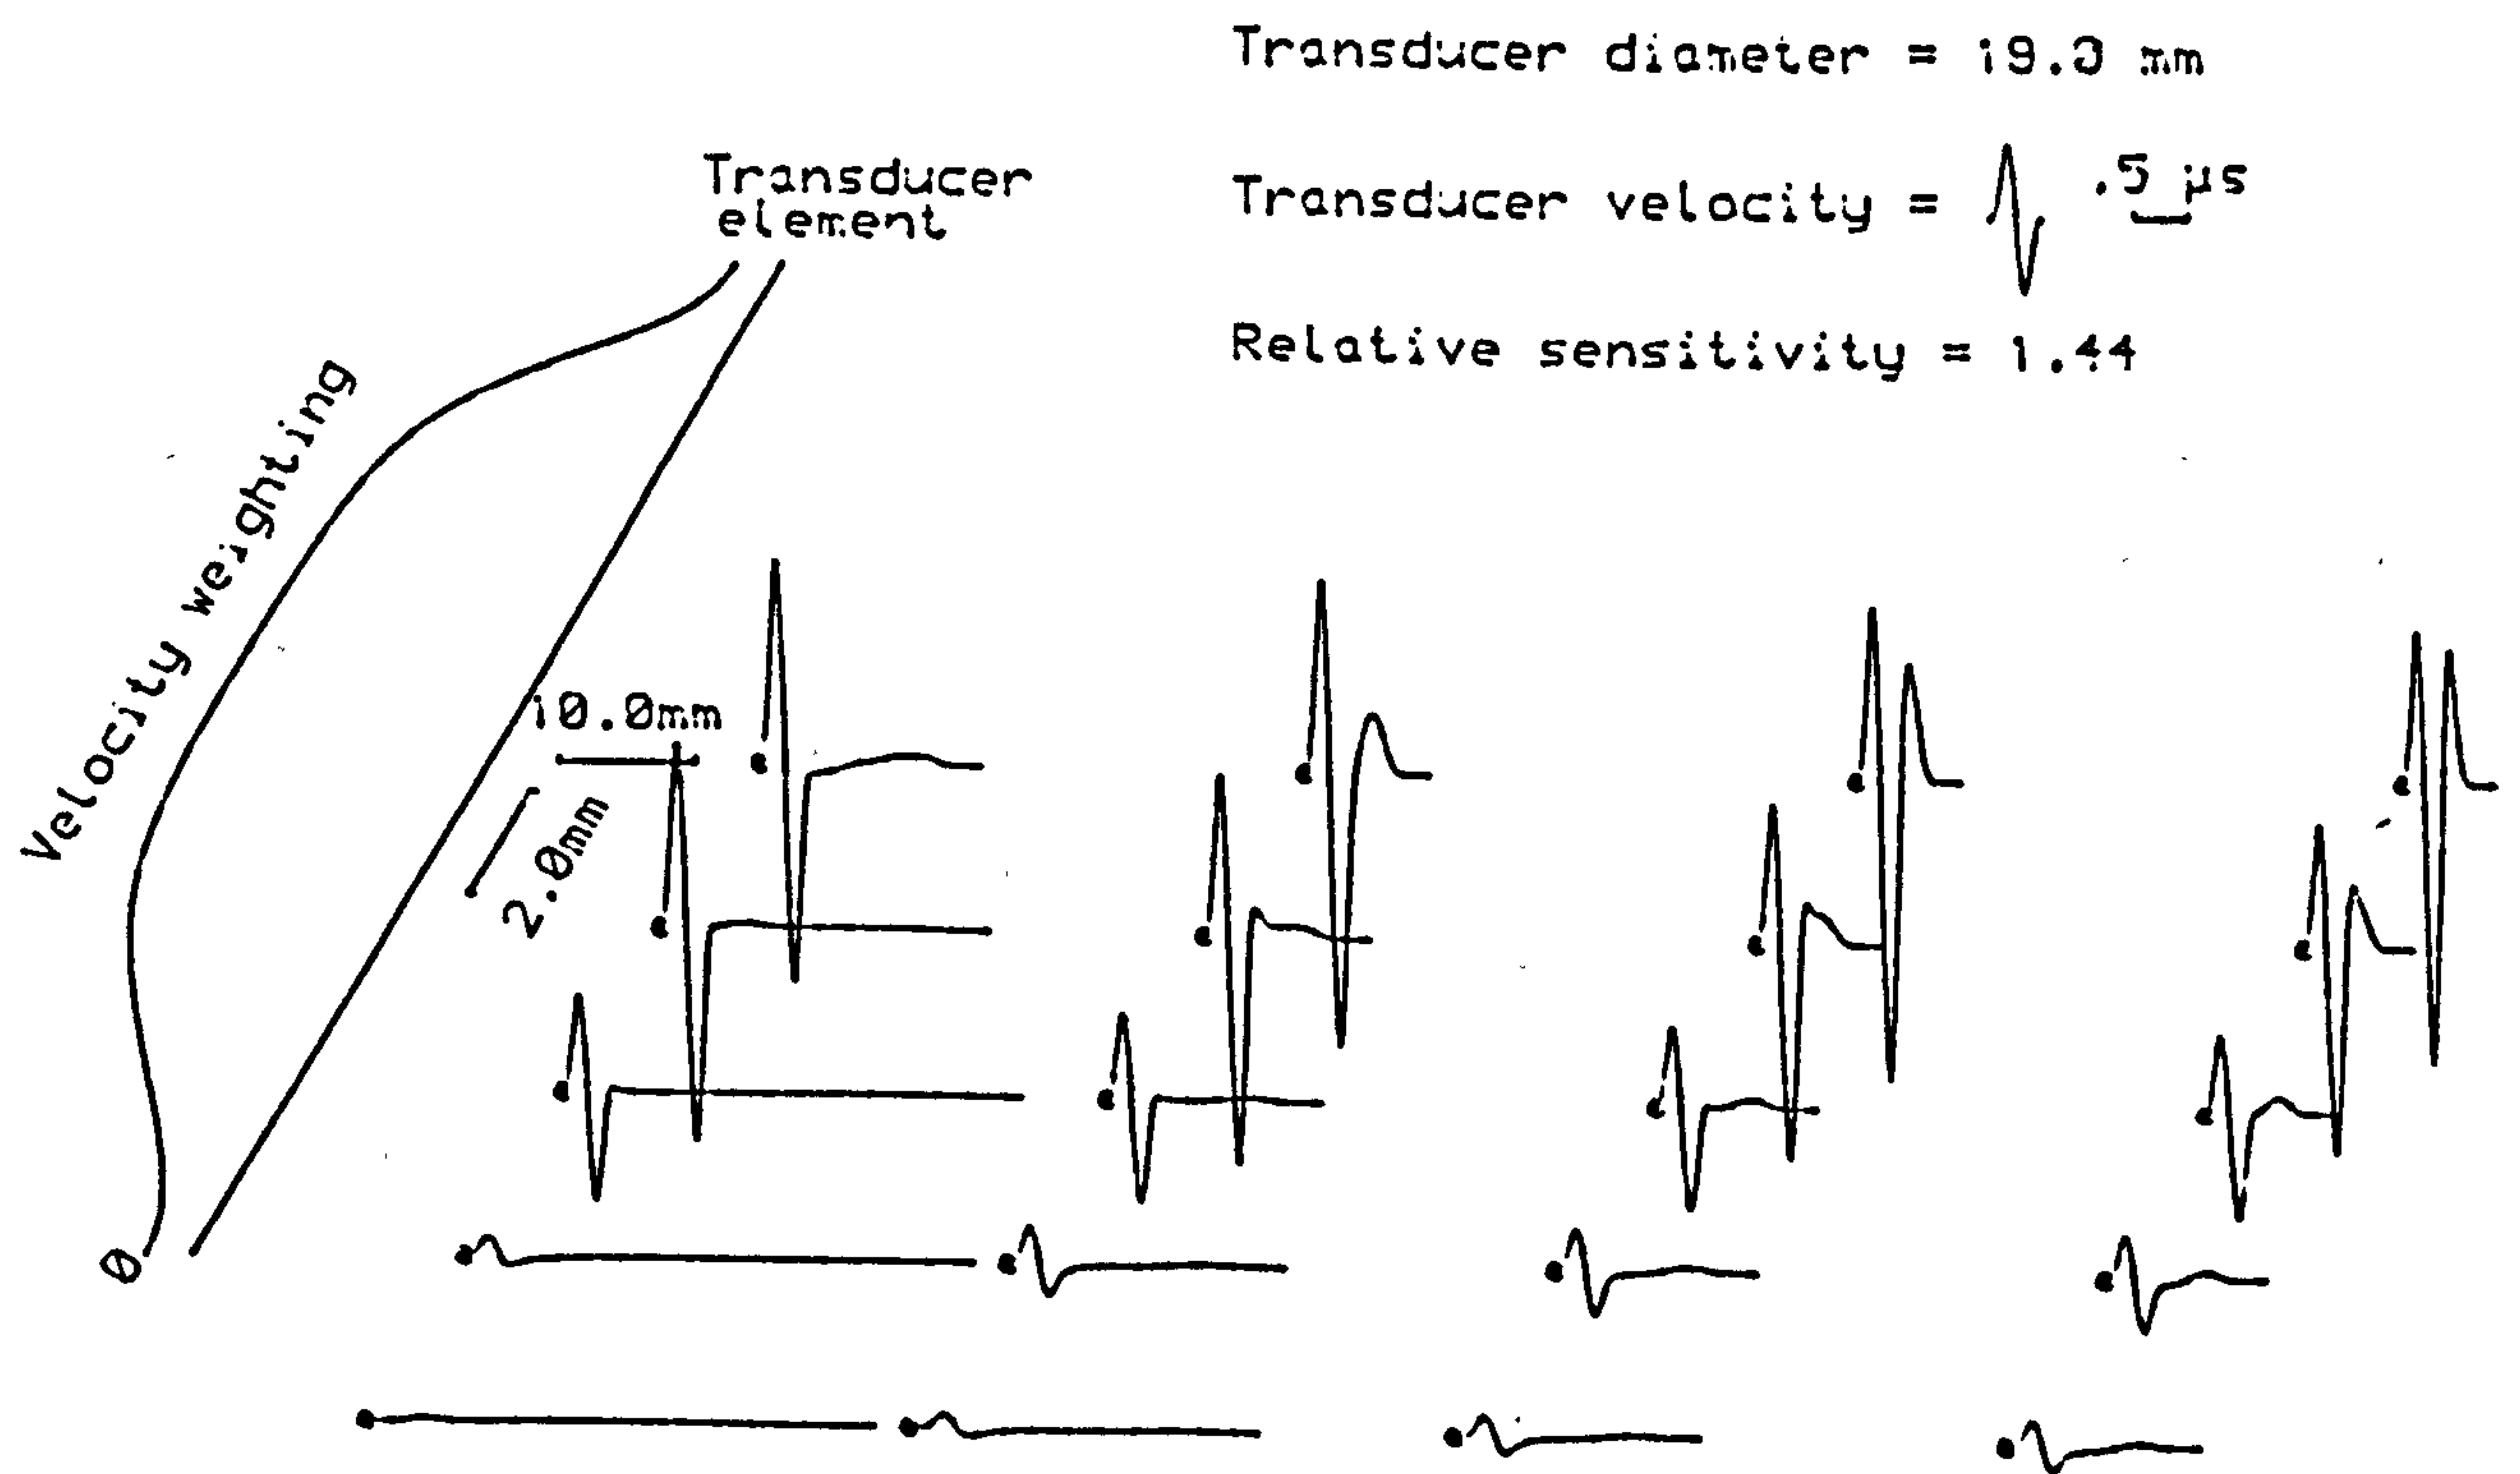 Transducer diameter = 19.0 mm
Transducer element
Transducer velocity = .5 µs
Relative sensitivity = 1.44
Velocity weighting
10.0mm
2.0mm
0